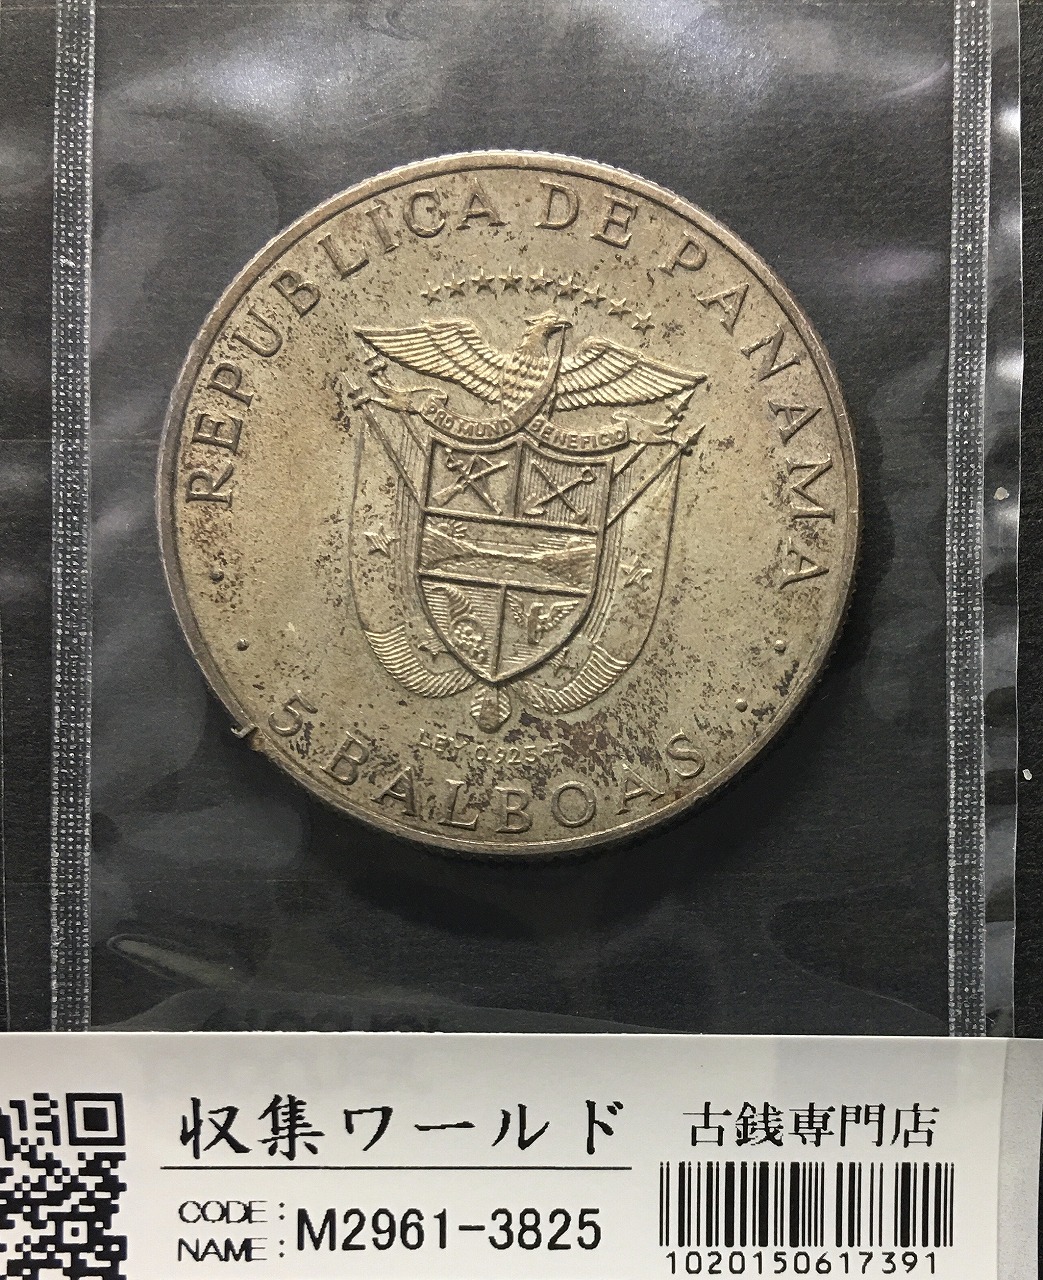 REPUBLICA DE PANAMA
PRO MUNDI BENEFICIO
LEY 0.925
5 BALBOAS
収集ワールド
古銭専門店
CODE:
NAME: M2961-3825
1020150617391